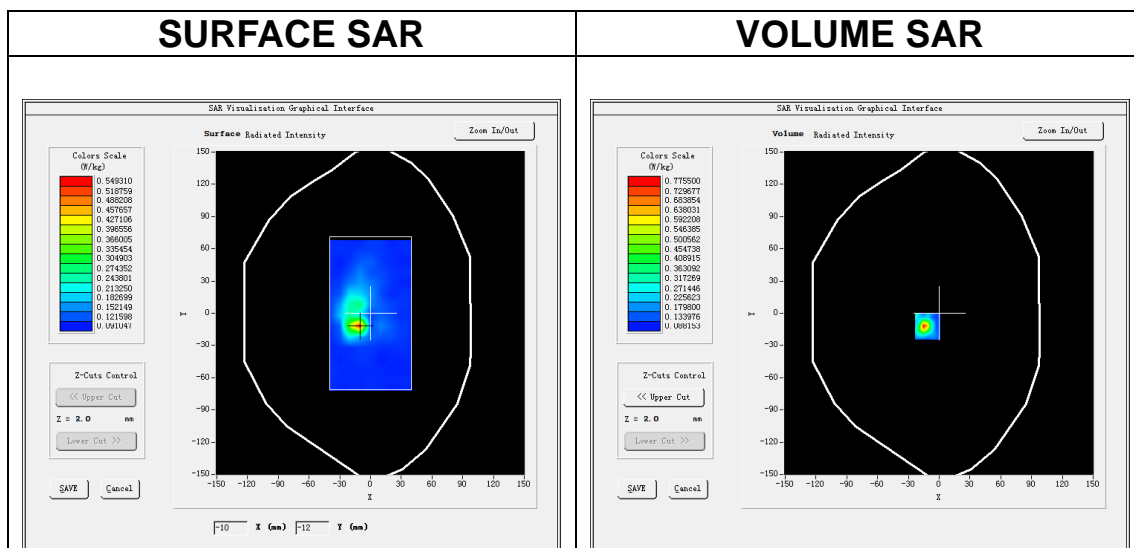 SURFACE SAR
VOLUME SAR
SAR Visualisation Graphical Interface
Surface Radiated Intensity
Zoom In/Out
Colors Scale
(W/kg)
0.549310
0.518759
0.488208
0.457657
0.427106
0.396556
0.366005
0.335454
0.304903
0.274352
0.243801
0.213250
0.182699
0.152149
0.121598
0.091047
150
120
90
60
30
0
-30
-60
-90
-120
-150
Y
-150 -120 -90 -60 -30 0 30 60 90 120 150
X
Z-Cuts Control
<< Upper Cut
Z = 2.0 mm
Lower Cut >>
SAVE Cancel
-10 X (mm) -12 Y (mm)
SAR Visualisation Graphical Interface
Volume Radiated Intensity
Zoom In/Out
Colors Scale
(W/kg)
0.775500
0.729677
0.683854
0.638031
0.592208
0.546385
0.500562
0.454738
0.408915
0.363092
0.317269
0.271446
0.225623
0.179800
0.133976
0.088153
150
120
90
60
30
0
-30
-60
-90
-120
-150
Y
-150 -120 -90 -60 -30 0 30 60 90 120 150
X
Z-Cuts Control
<< Upper Cut
Z = 2.0 mm
Lower Cut >>
SAVE Cancel